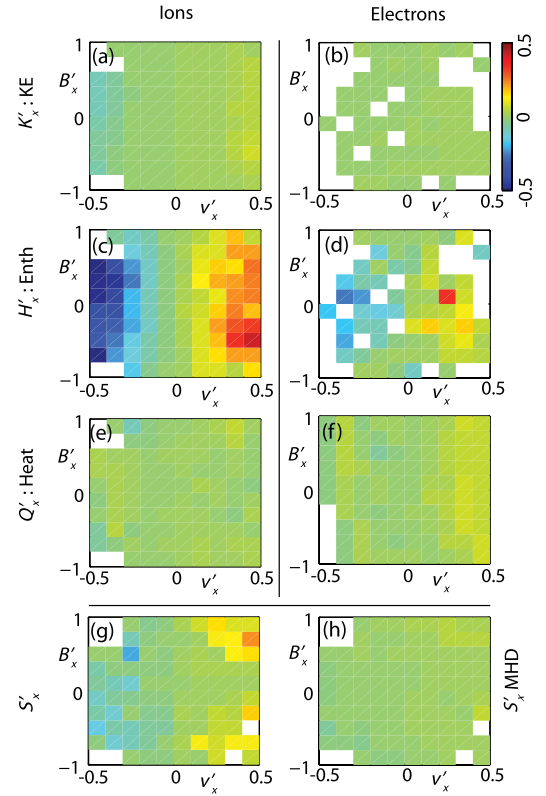 Ions
Electrons
(a)
(b)
K′x : KE
B′x
1
0
-1
-0.5
0
v′x
0.5
B′x
1
0
-1
-0.5
0
v′x
0.5
0.5
0
-0.5
(c)
(d)
H′x : Enth
B′x
1
0
-1
-0.5
0
v′x
0.5
B′x
1
0
-1
-0.5
0
v′x
0.5
(e)
(f)
Q′x : Heat
B′x
1
0
-1
-0.5
0
v′x
0.5
B′x
1
0
-1
-0.5
0
v′x
0.5
(g)
(h)
S′x
B′x
1
0
-1
-0.5
0
v′x
0.5
B′x
1
0
-1
-0.5
0
v′x
0.5
S′x MHD